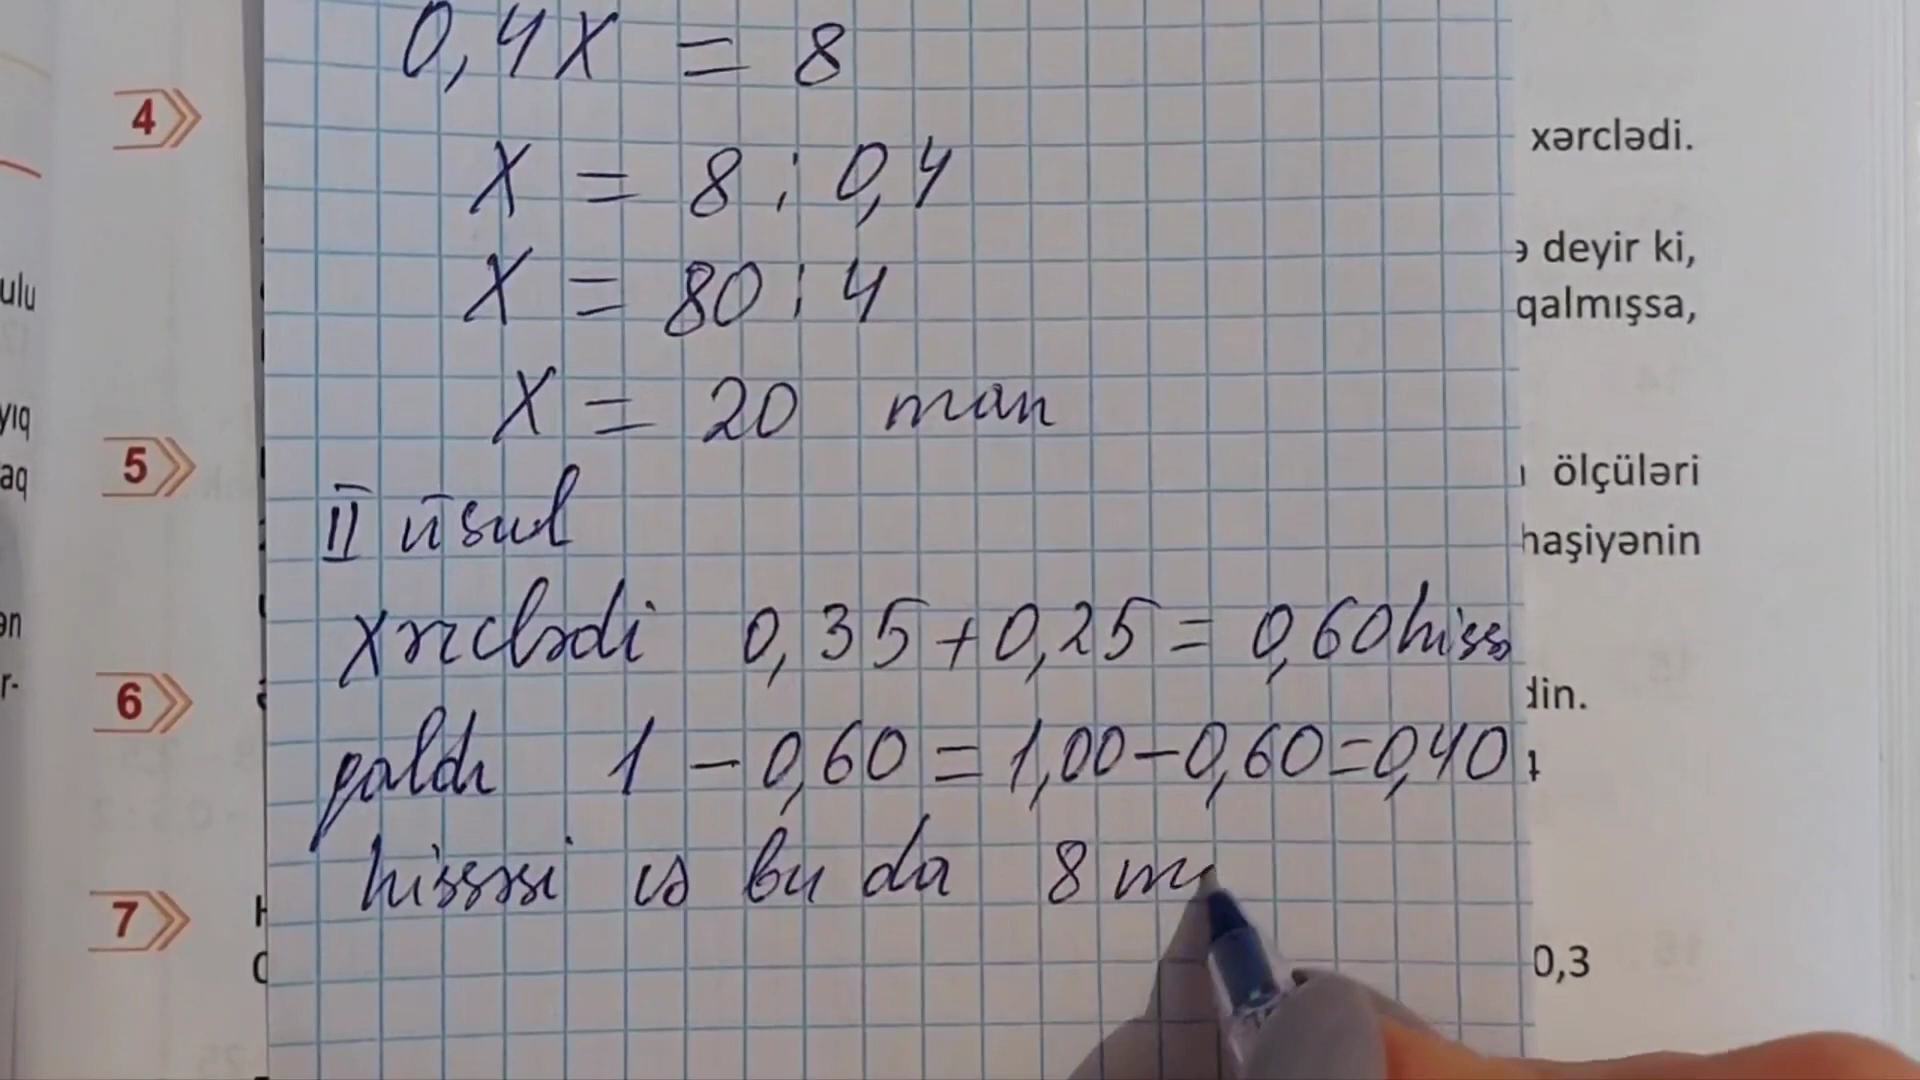 0,4X = 8
4
xərclədi.
X = 8 : 0,4
ə deyir ki,
ulu
X = 80 : 4
qalmışsa,
X = 20 man
yıq
5
ölçüləri
aq
II üsul
haşiyənin
xərclədi 0,35+0,25=0,60 hissə
ən
r-
6
din.
qaldı 1 - 0,60 = 1,00-0,60=0,40
hissəsi və bu da 8 m
7
0,3